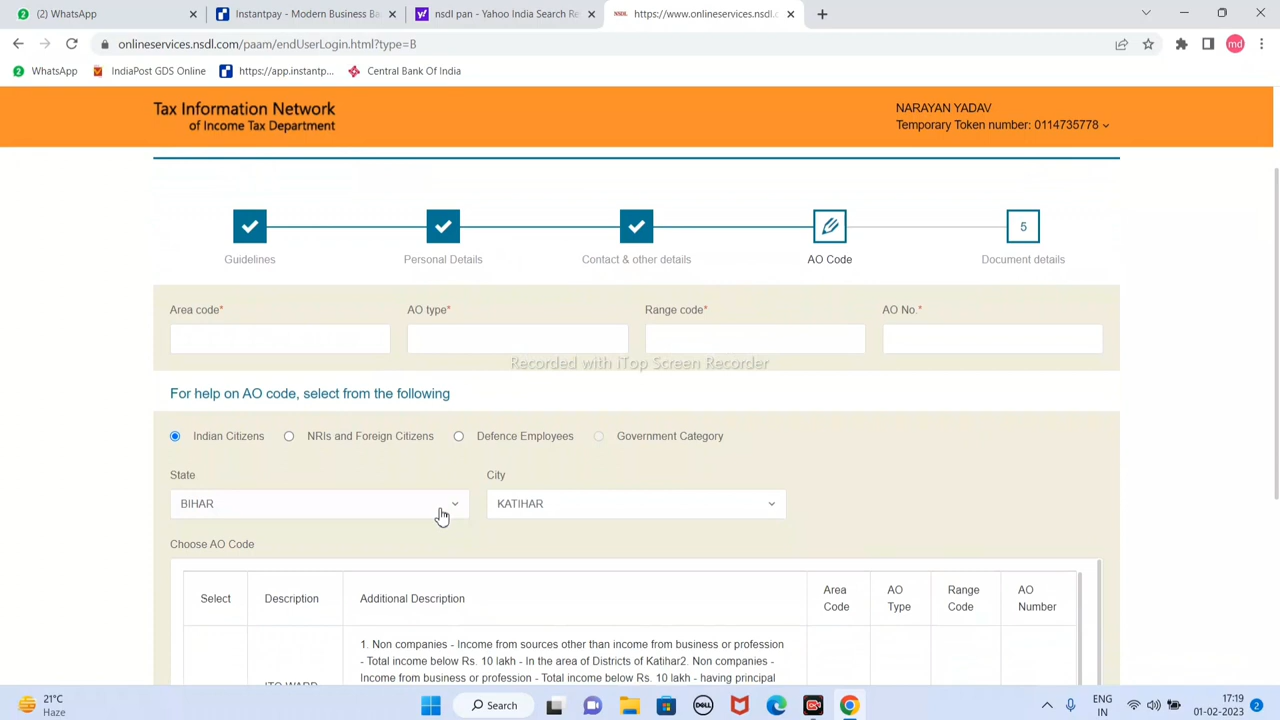 (2) WhatsApp
Instantpay - Modern Business Ba
nsdl pan - Yahoo India Search Re
NSDL https://www.onlineservices.nsdl.c
onlineservices.nsdl.com/paam/endUserLogin.html?type=B
md
WhatsApp
IndiaPost GDS Online
https://app.instantp...
Central Bank Of India
Tax Information Network
of Income Tax Department
NARAYAN YADAV
Temporary Token number: 0114735778
5
Guidelines
Personal Details
Contact & other details
AO Code
Document details
Area code*
AO type*
Range code*
AO No.*
Recorded with iTop Screen Recorder
For help on AO code, select from the following
Indian Citizens
NRIs and Foreign Citizens
Defence Employees
Government Category
State
City
BIHAR
KATIHAR
Choose AO Code
Select
Description
Additional Description
Area
Code
AO
Type
Range
Code
AO
Number
1. Non companies - Income from sources other than income from business or profession
- Total income below Rs. 10 lakh - In the area of Districts of Katihar2. Non companies -
Income from business or profession - Total income below Rs. 10 lakh - having principal
ITO WARD
21°C
Haze
Search
DELL
ENG
IN
17:19
01-02-2023
2